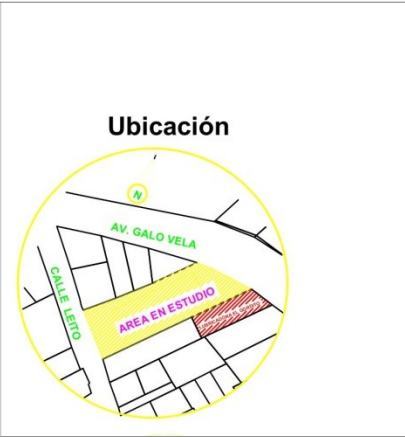 Ubicación
N
AV. GALO VELA
CALLE LEITO
AREA EN ESTUDIO